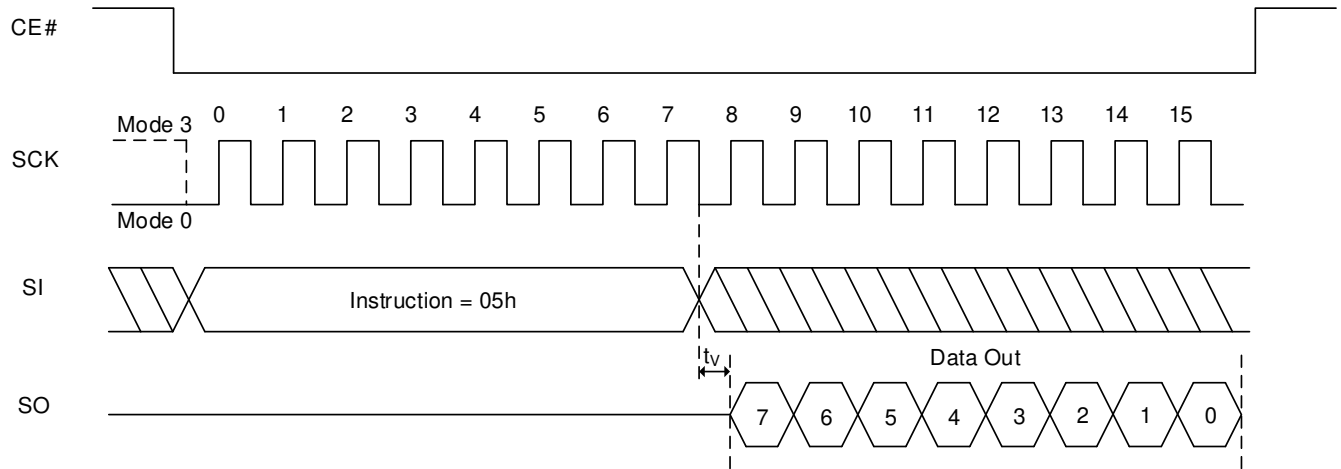 CE#
0 1 2 3 4 5 6 7 8 9 10 11 12 13 14 15
Mode 3
SCK
Mode 0
SI
Instruction = 05h
tV
Data Out
SO
7 6 5 4 3 2 1 0